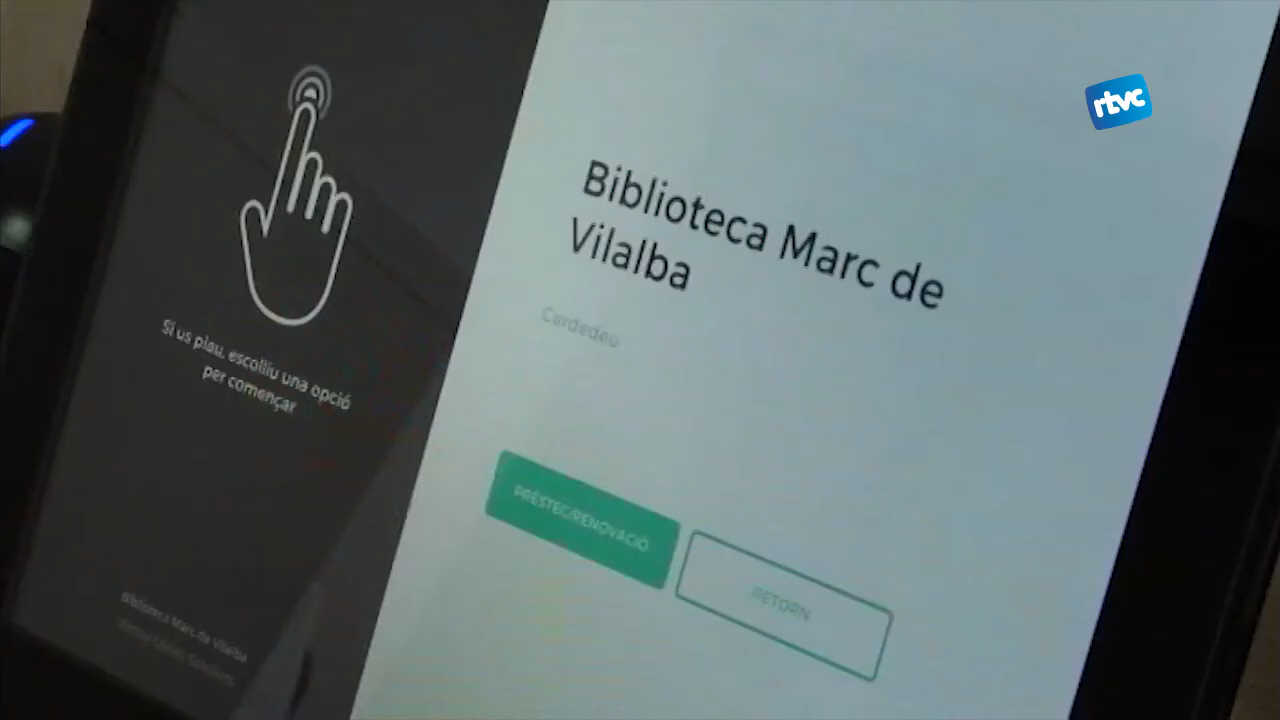 rtvc
Biblioteca Marc de
Vilalba
Cardedeu
Si us plau, escolliu una opció
per començar
PRÉSTEC/RENOVACIÓ
RETORN
Biblioteca Marc de Vilalba